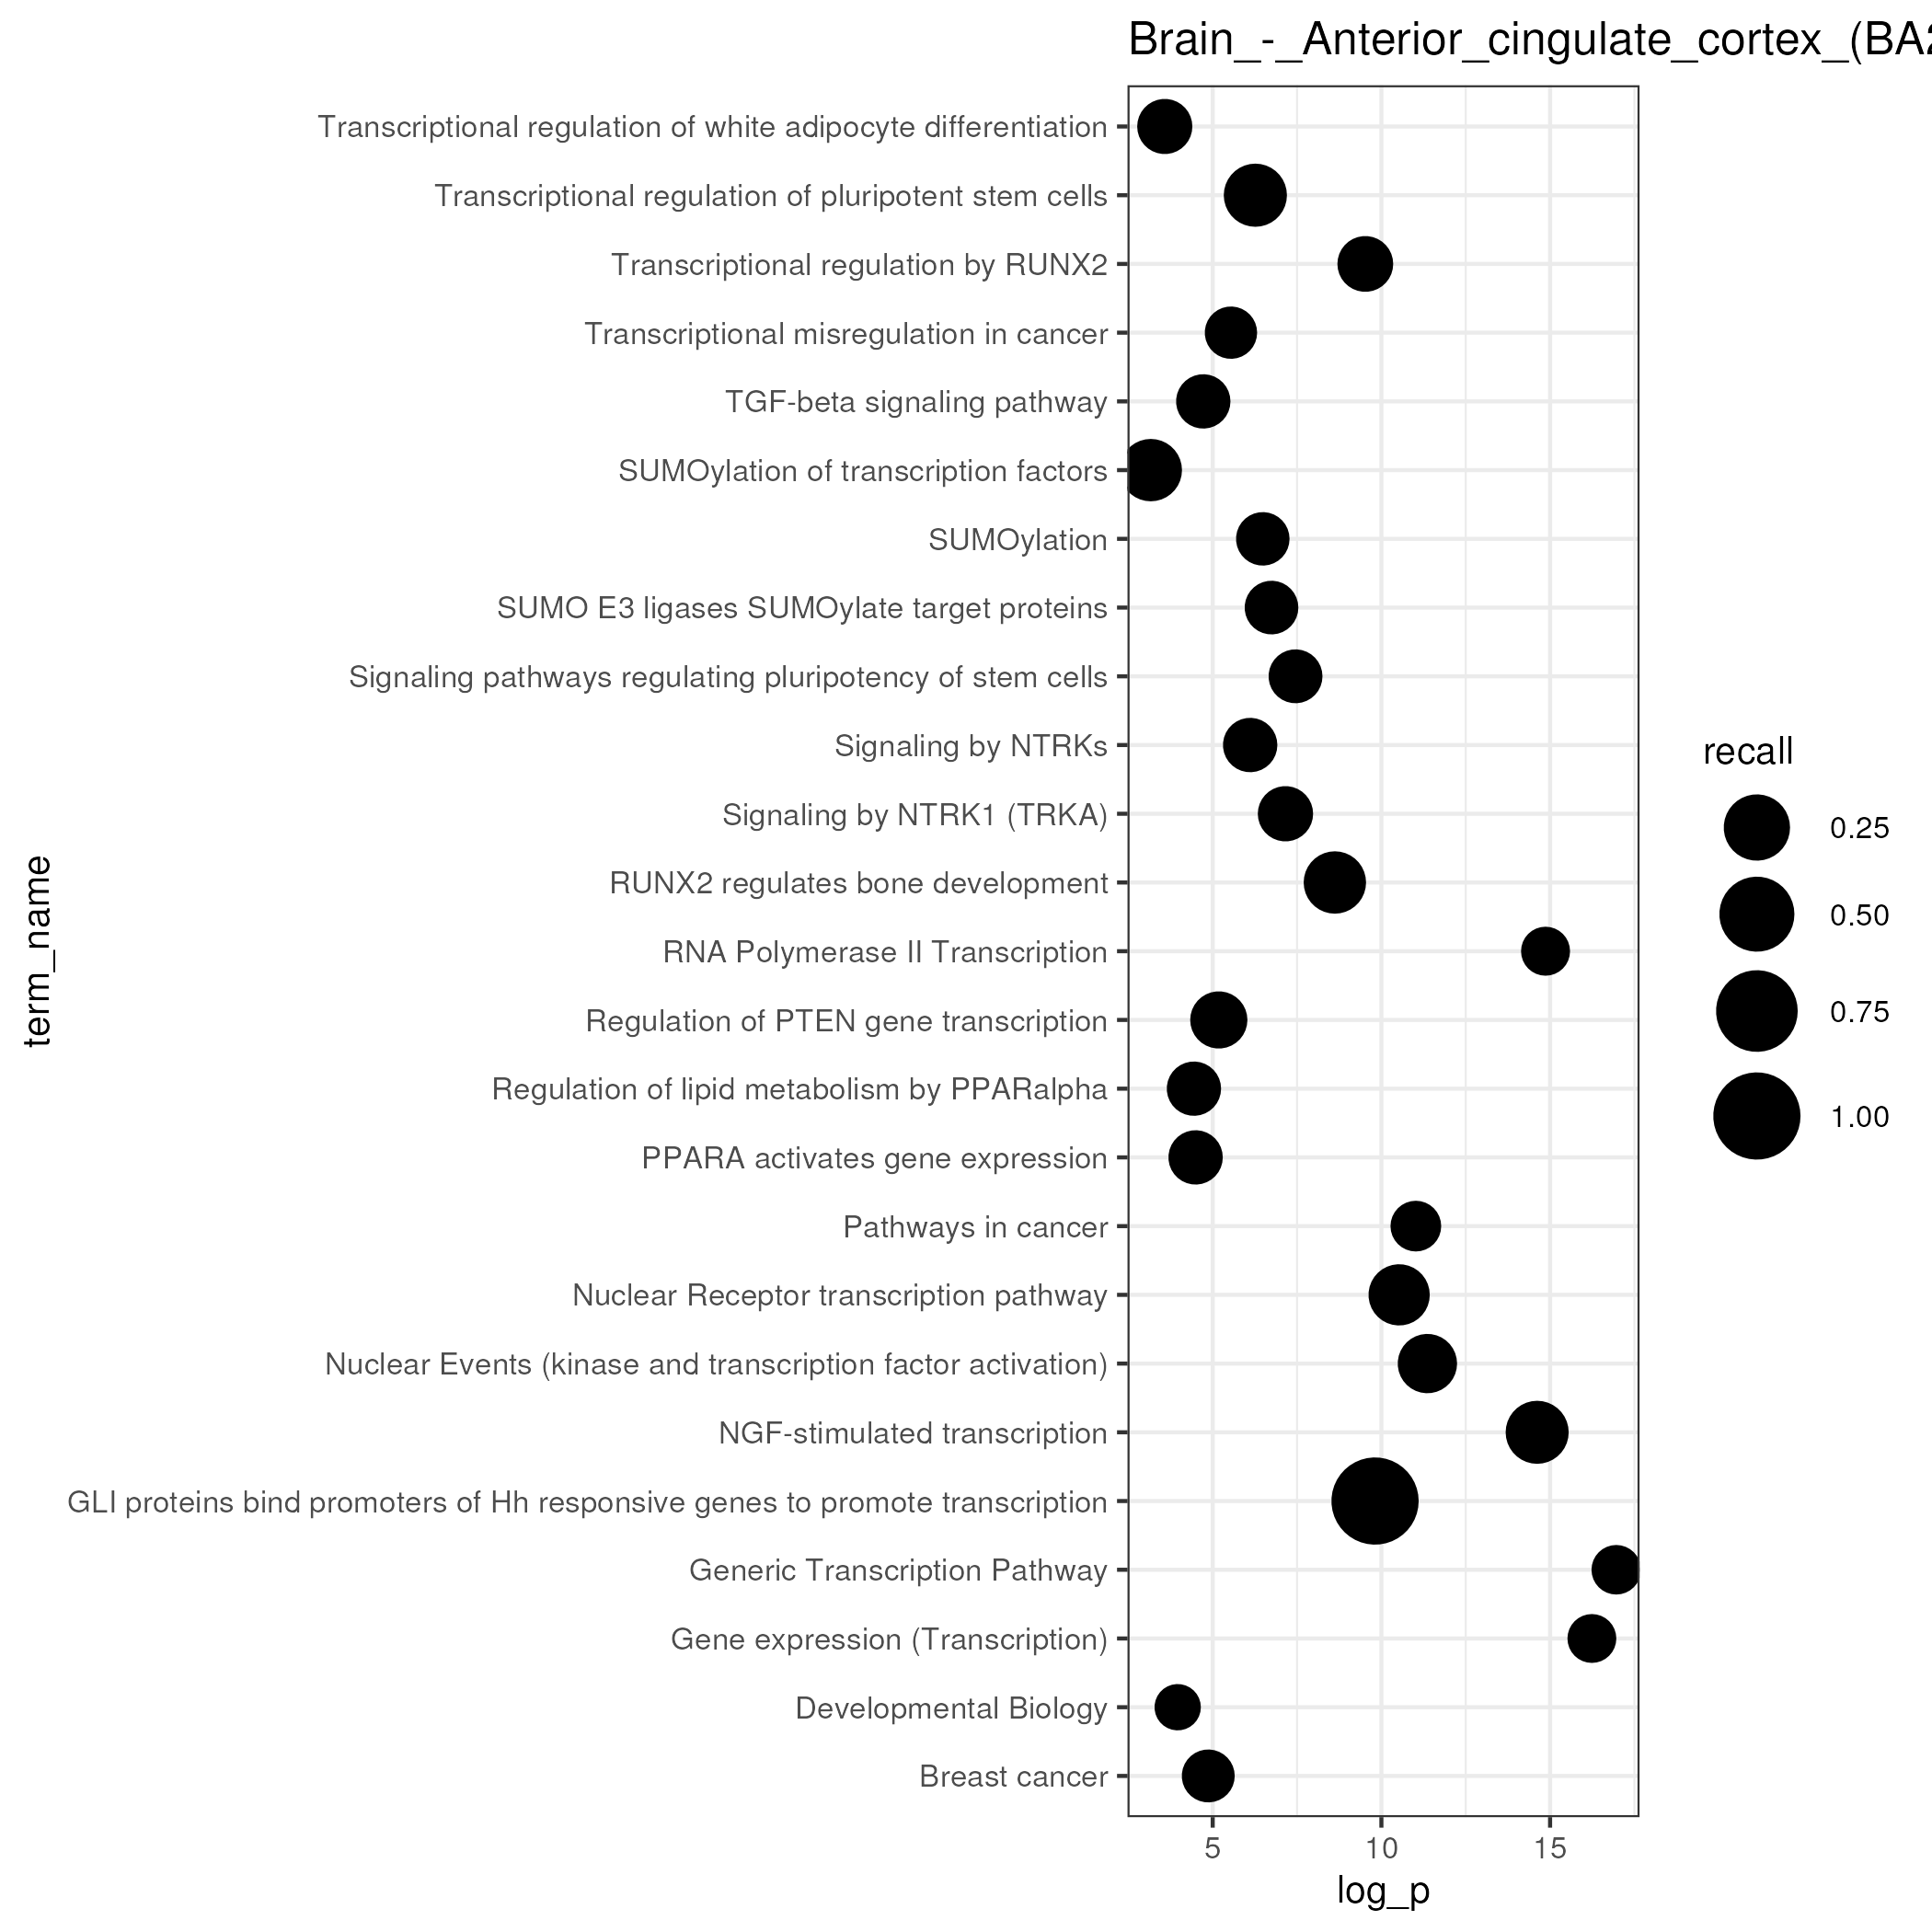 Brain_-_Anterior_cingulate_cortex_(BA2
Transcriptional regulation of white adipocyte differentiation
Transcriptional regulation of pluripotent stem cells
Transcriptional regulation by RUNX2
Transcriptional misregulation in cancer
TGF-beta signaling pathway
SUMOylation of transcription factors
SUMOylation
SUMO E3 ligases SUMOylate target proteins
Signaling pathways regulating pluripotency of stem cells
Signaling by NTRKs
Signaling by NTRK1 (TRKA)
RUNX2 regulates bone development
RNA Polymerase II Transcription
Regulation of PTEN gene transcription
Regulation of lipid metabolism by PPARalpha
PPARA activates gene expression
Pathways in cancer
Nuclear Receptor transcription pathway
Nuclear Events (kinase and transcription factor activation)
NGF-stimulated transcription
GLI proteins bind promoters of Hh responsive genes to promote transcription
Generic Transcription Pathway
Gene expression (Transcription)
Developmental Biology
Breast cancer
term_name
5 10 15
log_p
recall
0.25
0.50
0.75
1.00